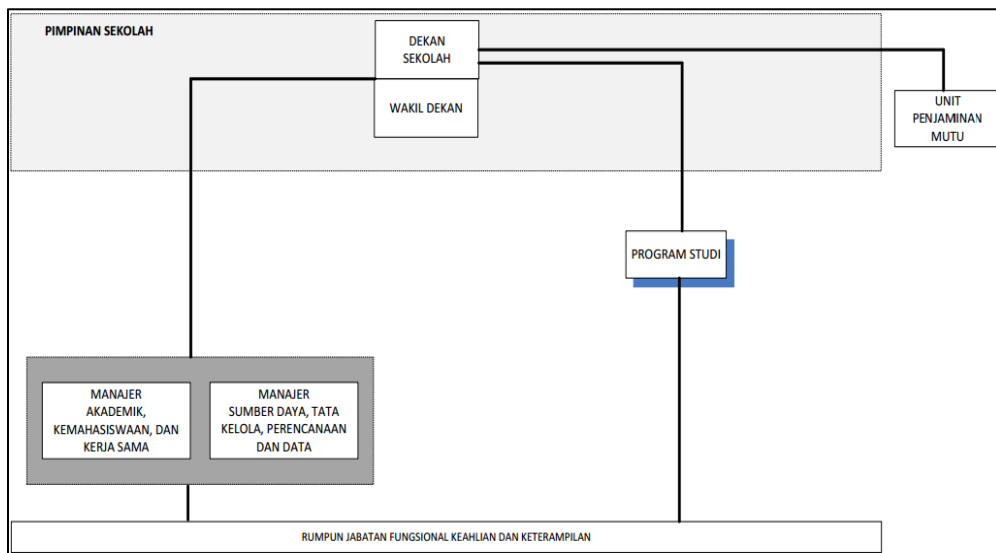 PIMPINAN SEKOLAH
DEKAN
SEKOLAH
WAKIL DEKAN
UNIT
PENJAMINAN
MUTU
PROGRAM STUDI
MANAJER
AKADEMIK,
KEMAHASISWAAN, DAN
KERJA SAMA
MANAJER
SUMBER DAYA, TATA
KELOLA, PERENCANAAN
DAN DATA
RUMPUN JABATAN FUNGSIONAL KEAHLIAN DAN KETERAMPILAN